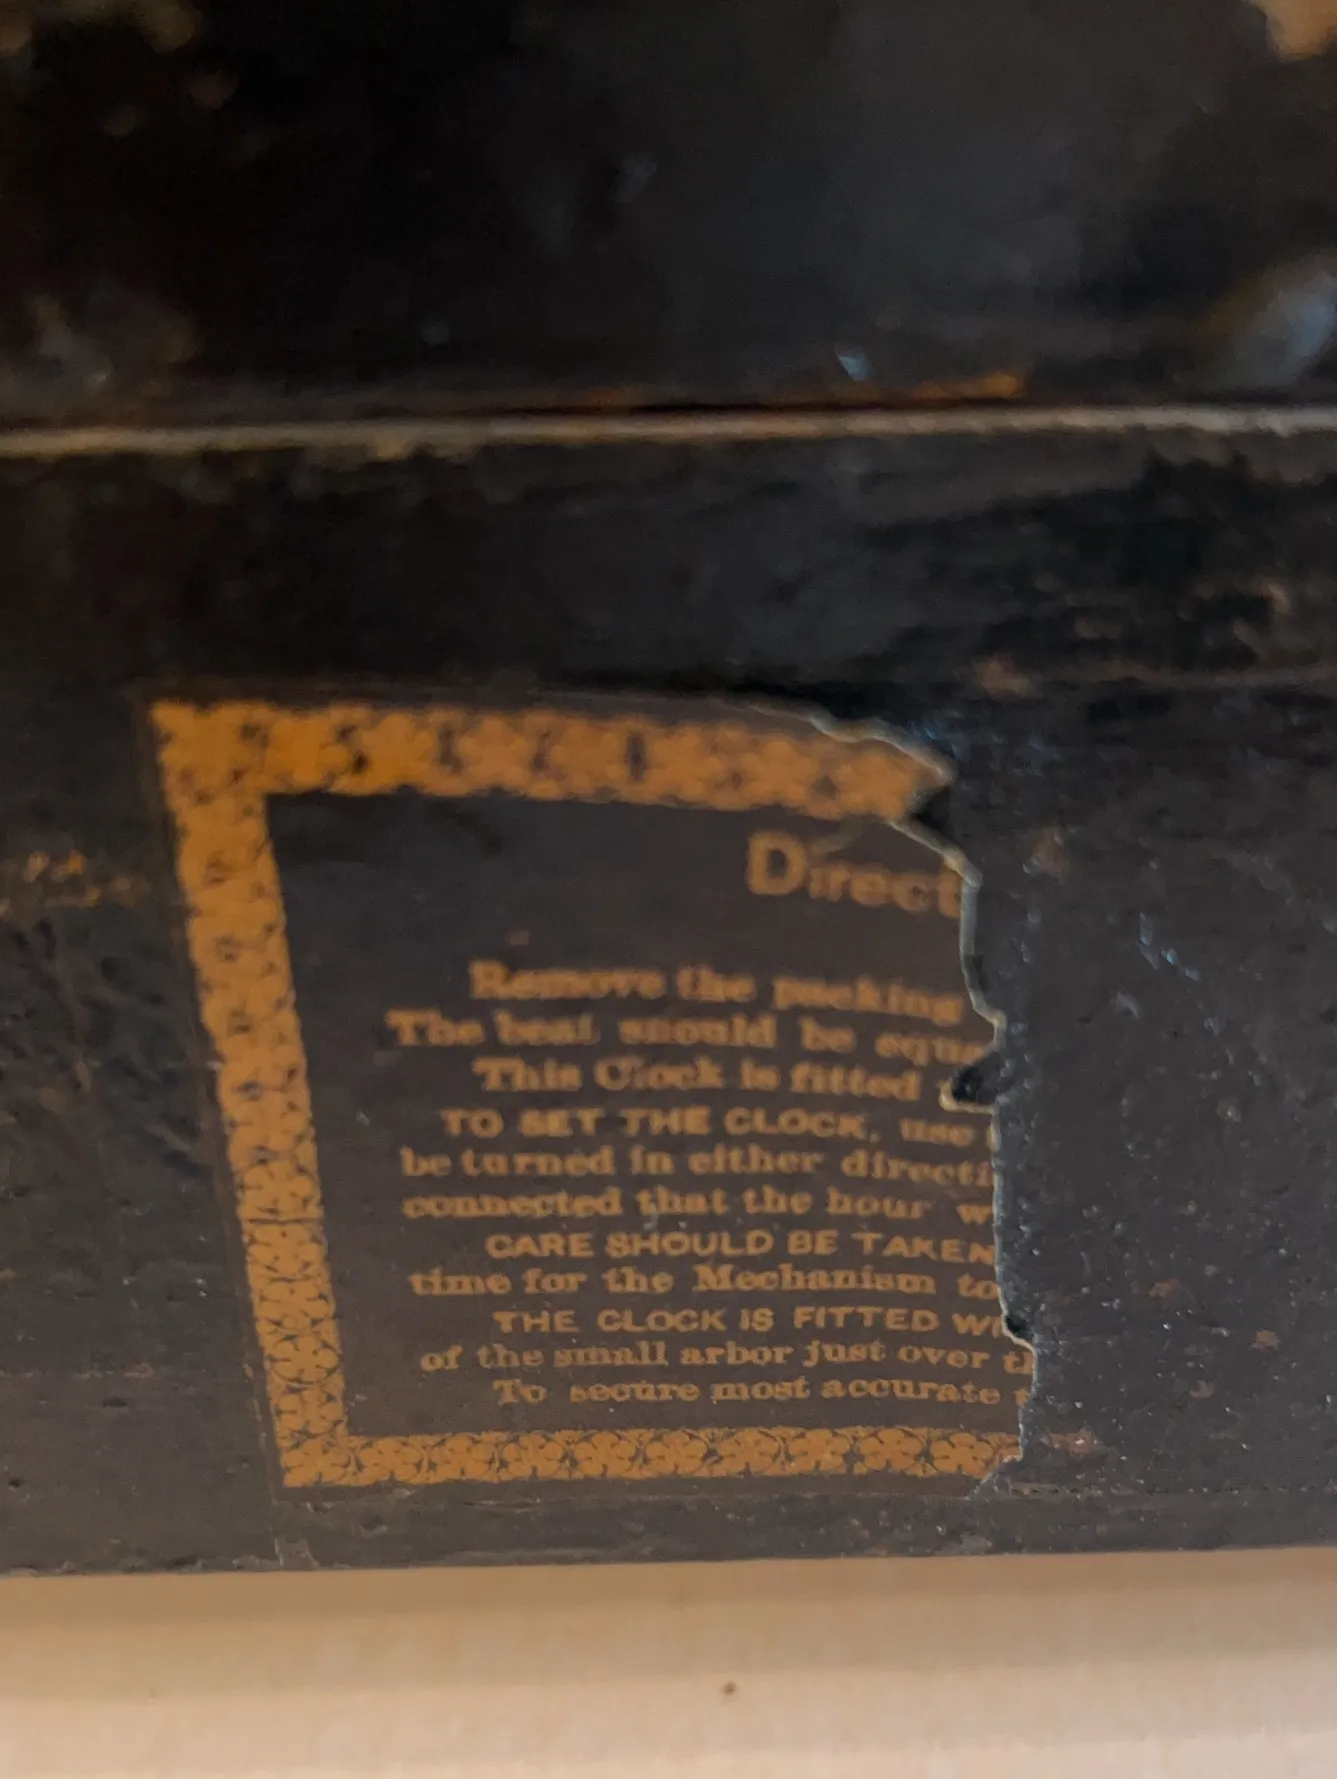 Direct
Remove the packing
The beat should be equa
This Clock is fitted
TO SET THE CLOCK, use
be turned in either directi
connected that the hour w
CARE SHOULD BE TAKEN
time for the Mechanism to
THE CLOCK IS FITTED WI
of the small arbor just over th
To secure most accurate t